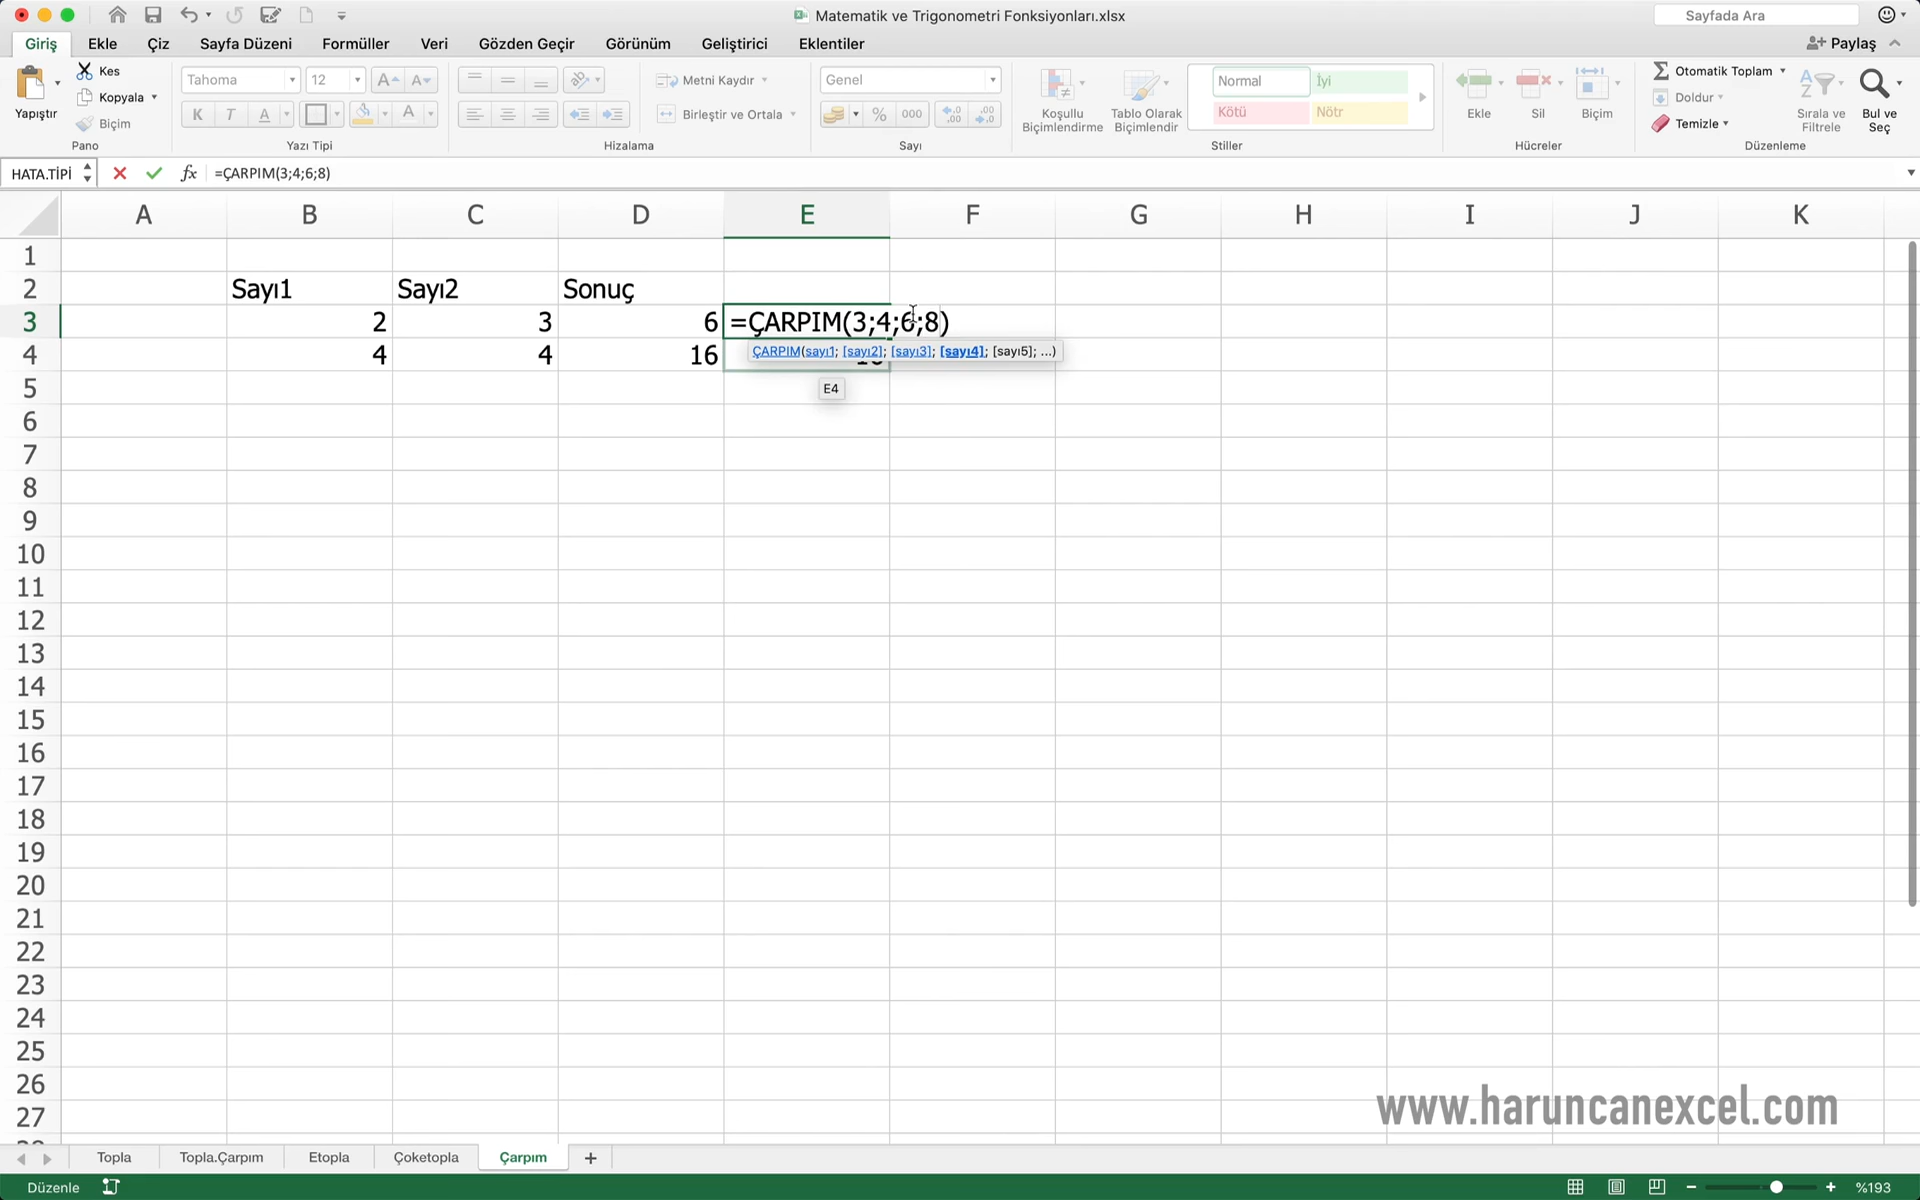 Matematik ve Trigonometri Fonksiyonları.xlsx
Sayfada Ara
Giriş Ekle Çiz Sayfa Düzeni Formüller Veri Gözden Geçir Görünüm Geliştirici Eklentiler
Paylaş
Yapıştır
Kes
Kopyala
Biçim
Pano
Tahoma 12
K T A A
Yazı Tipi
Metni Kaydır
Birleştir ve Ortala
Hizalama
Genel
% 000
Sayı
Koşullu Biçimlendirme
Tablo Olarak Biçimlendir
Normal İyi
Kötü Nötr
Stiller
Ekle Sil Biçim
Hücreler
Otomatik Toplam
Doldur
Temizle
Sırala ve Filtrele
Bul ve Seç
Düzenleme
HATA.TİPİ fx =ÇARPIM(3;4;6;8)
A B C D E F G H I J K
1
2 Sayı1 Sayı2 Sonuç
3 2 3 6 =ÇARPIM(3;4;6;8)
ÇARPIM(sayı1; [sayı2]; [sayı3]; [sayı4]; [sayı5]; ...)
4 4 4 16
5
E4
6
7
8
9
10
11
12
13
14
15
16
17
18
19
20
21
22
23
24
25
26
27
www.haruncanexcel.com
Topla Topla.Çarpım Etopla Çoketopla Çarpım
Düzenle
%193